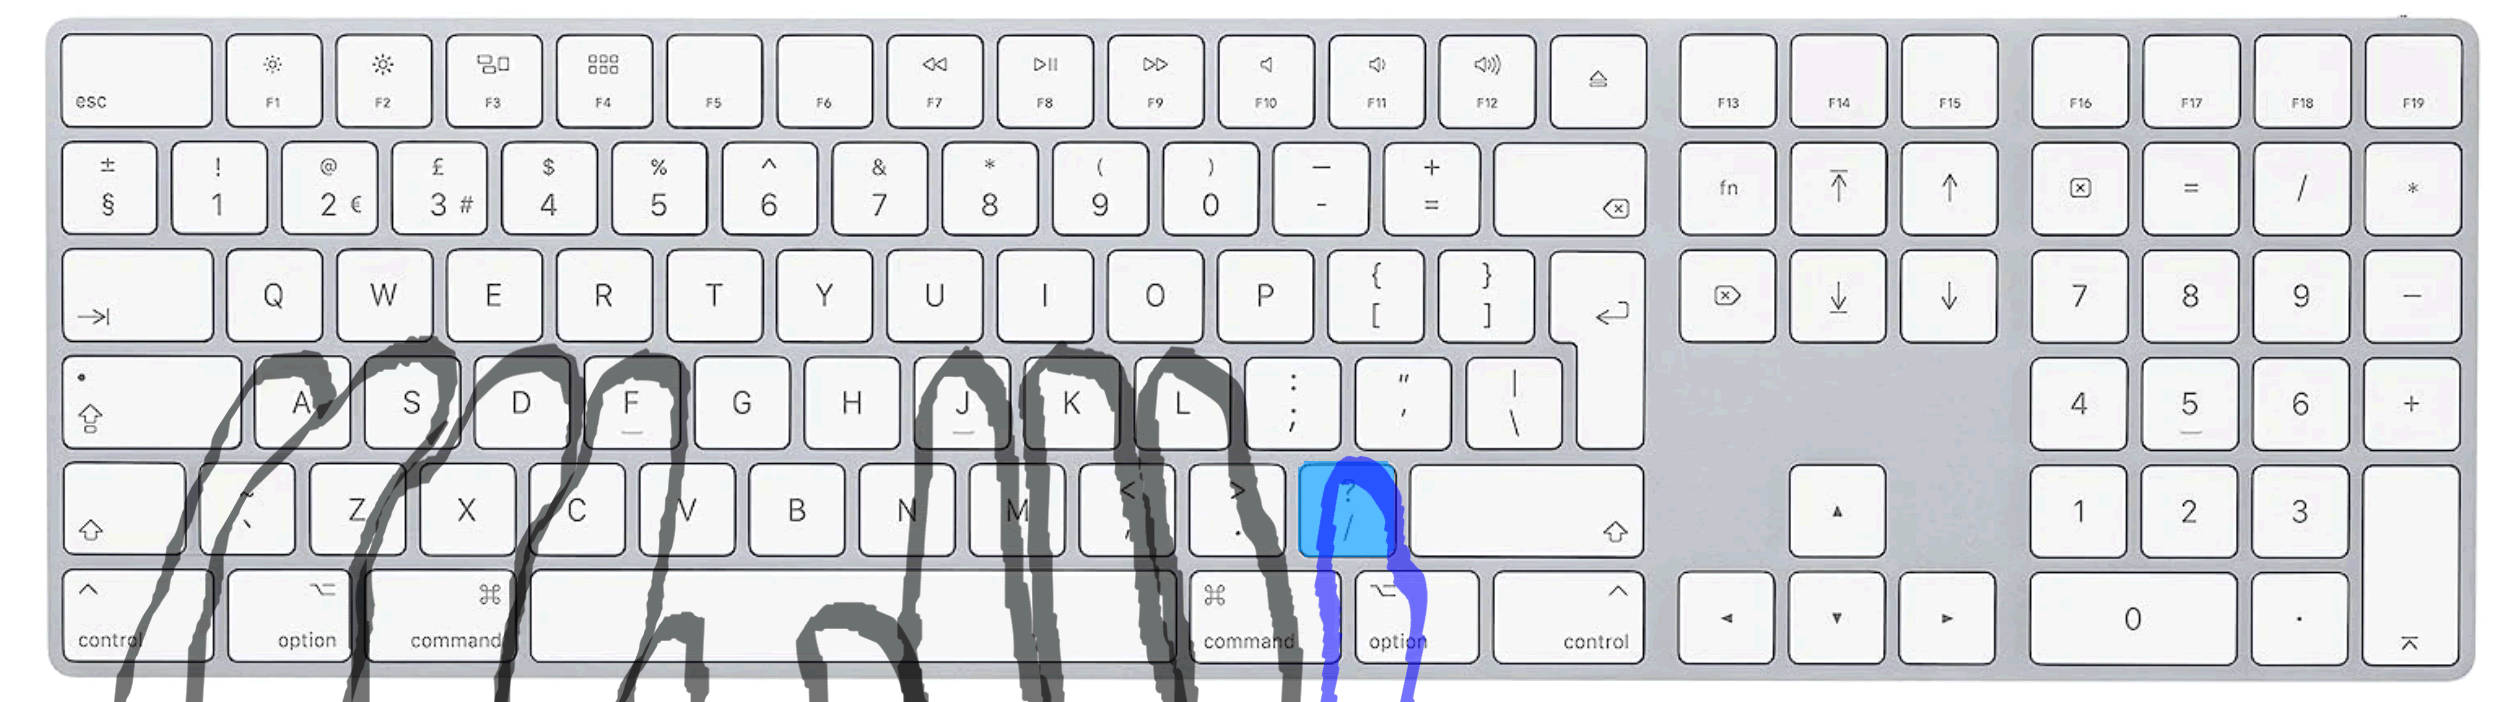 esc F1 F2 F3 F4 F5 F6 F7 F8 F9 F10 F11 F12 F13 F14 F15 F16 F17 F18 F19
± ! @ £ $ % ^ & * ( ) — +
§ 1 2 € 3 # 4 5 6 7 8 9 0 - = fn = / *
Q W E R T Y U I O P { [ } ] 7 8 9 –
A S D F G H J K L : ; " ' | \ 4 5 6 +
~ ` Z X C V B N M < , > . ? / 1 2 3
control option command command option control 0 .